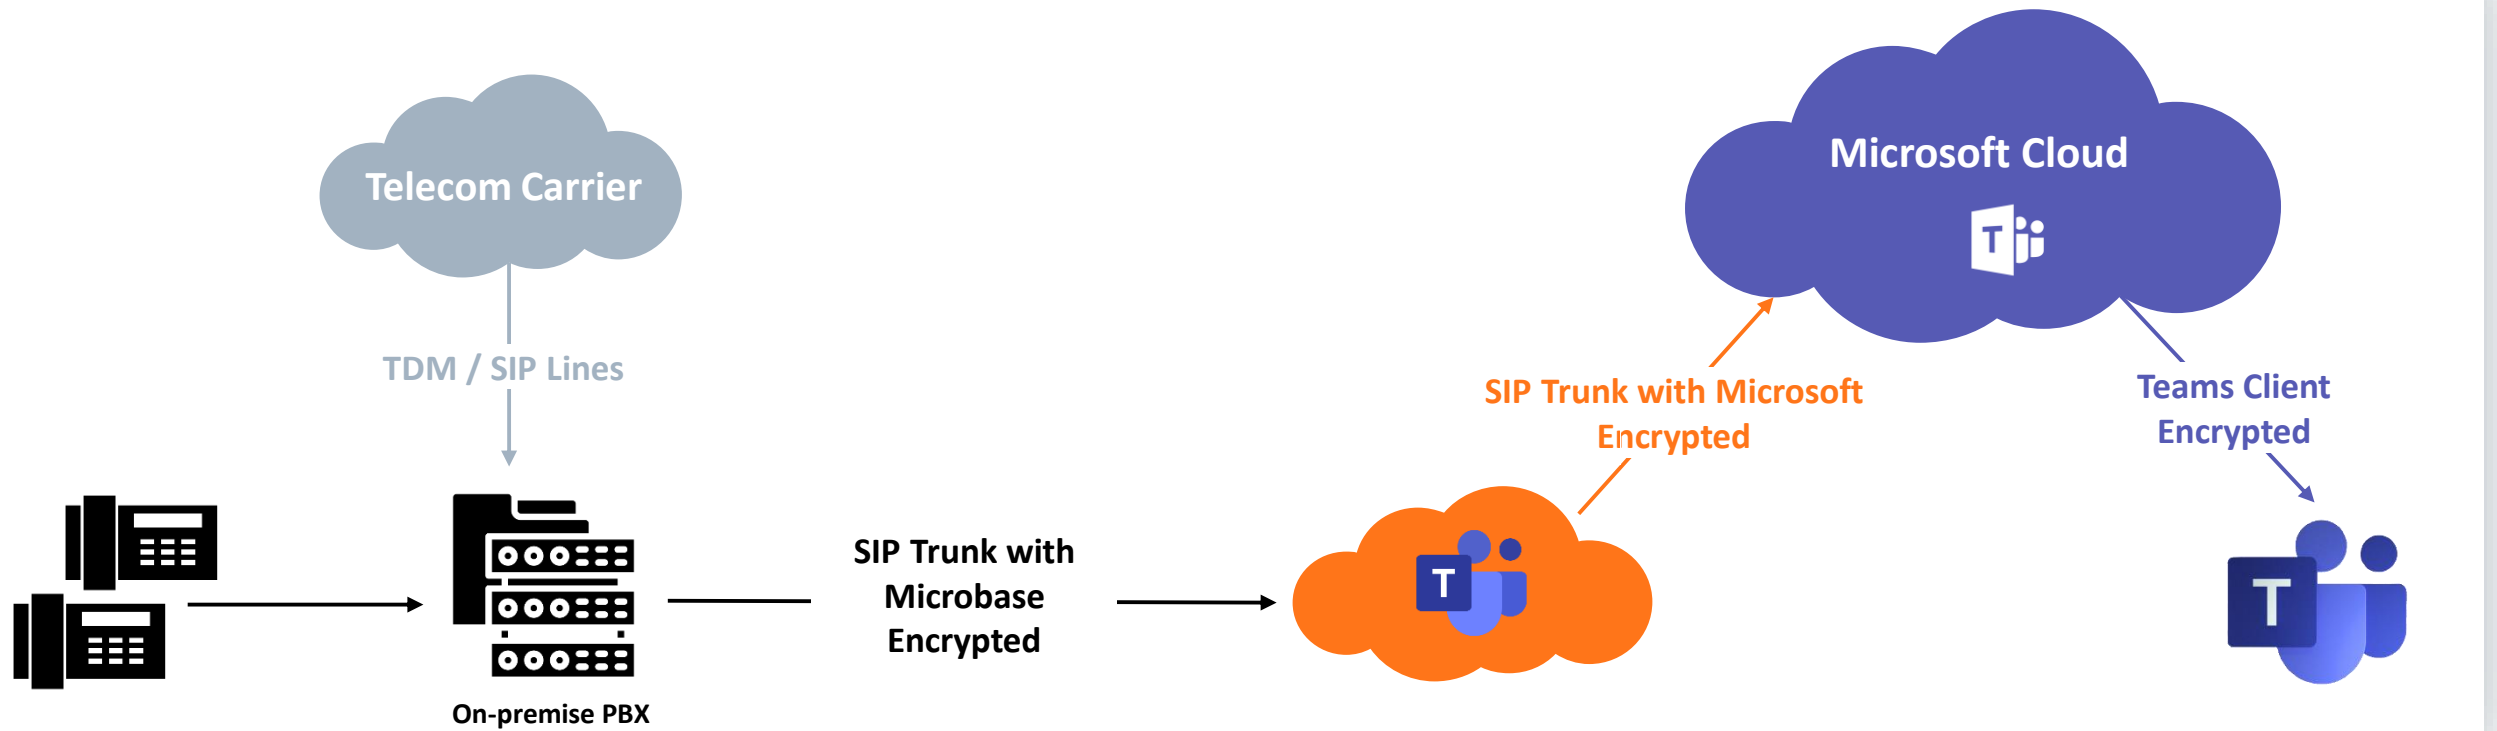 Telecom Carrier
TDM / SIP Lines
On-premise PBX
SIP Trunk with
Microbase
Encrypted
T
SIP Trunk with Microsoft
Encrypted
Microsoft Cloud
T
Teams Client
Encrypted
T